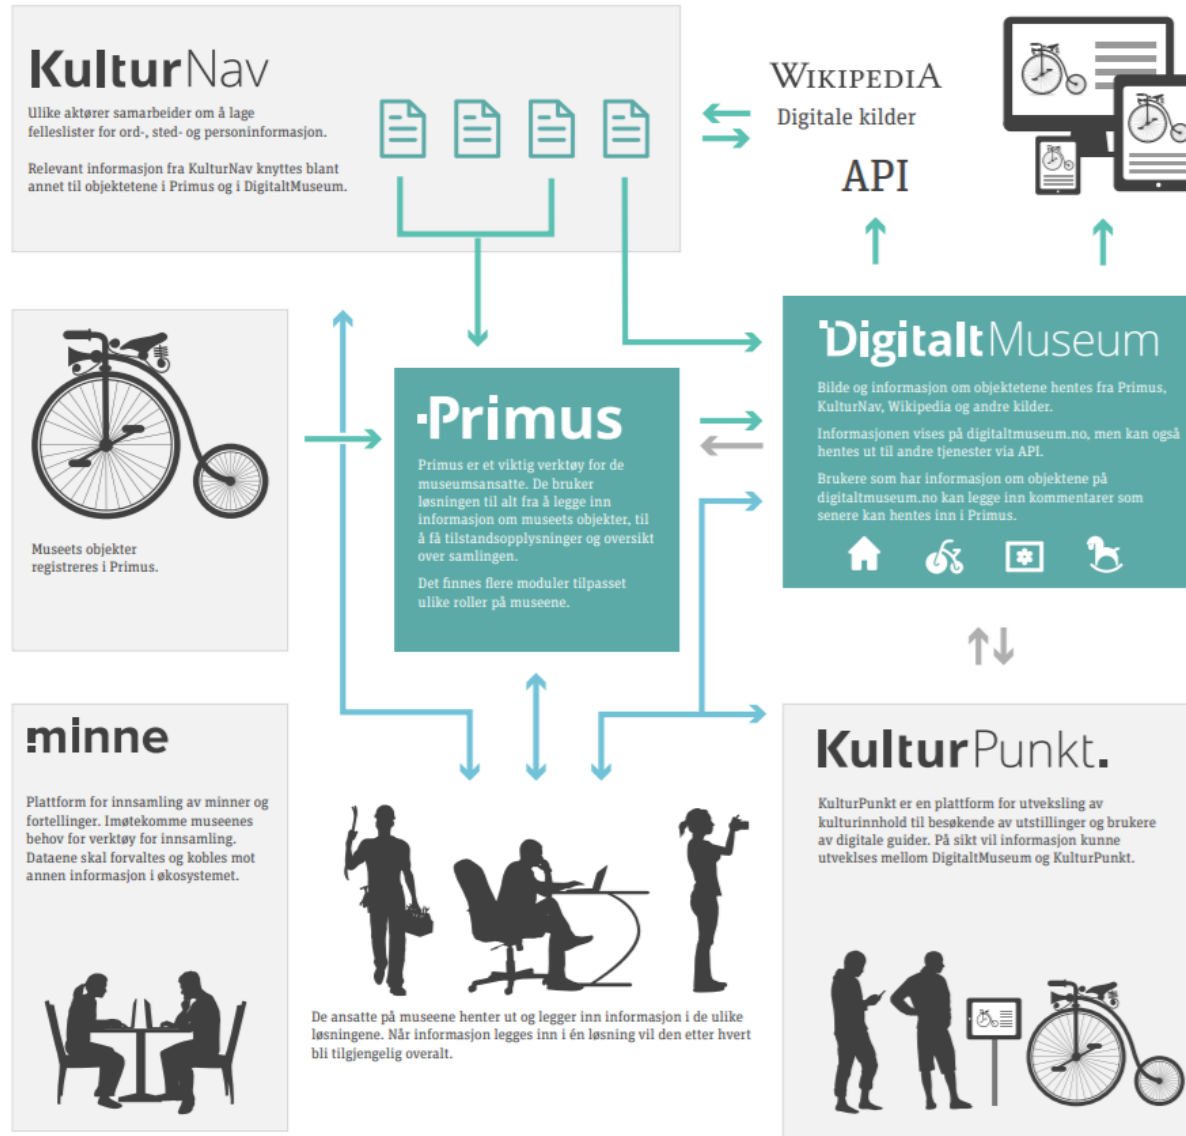 KulturNav
Ulike aktører samarbeider om å lage
felleslister for ord-, sted- og personinformasjon.
Relevant informasjon fra KulturNav knyttes blant
annet til objektetene i Primus og i DigitaltMuseum.
WIKIPEDIA
Digitale kilder
API
Museets objekter
registreres i Primus.
Primus
Primus er et viktig verktøy for de
museumsansatte. De bruker
løsningen til alt fra å legge inn
informasjon om museets objekter, til
å få tilstandsopplysninger og oversikt
over samlingen.
Det finnes flere moduler tilpasset
ulike roller på museene.
DigitaltMuseum
Bilde og informasjon om objektetene hentes fra Primus,
KulturNav, Wikipedia og andre kilder.
Informasjonen vises på digitaltmuseum.no, men kan også
hentes ut til andre tjenester via API.
Brukere som har informasjon om objektene på
digitaltmuseum.no kan legge inn kommentarer som
senere kan hentes inn i Primus.
minne
Plattform for innsamling av minner og
fortellinger. Imøtekomme museenes
behov for verktøy for innsamling.
Dataene skal forvaltes og kobles mot
annen informasjon i økosystemet.
De ansatte på museene henter ut og legger inn informasjon i de ulike
løsningene. Når informasjon legges inn i én løsning vil den etter hvert
bli tilgjengelig overalt.
KulturPunkt.
KulturPunkt er en plattform for utveksling av
kulturinnhold til besøkende av utstillinger og brukere
av digitale guider. På sikt vil informasjon kunne
utveklses mellom DigitaltMuseum og KulturPunkt.